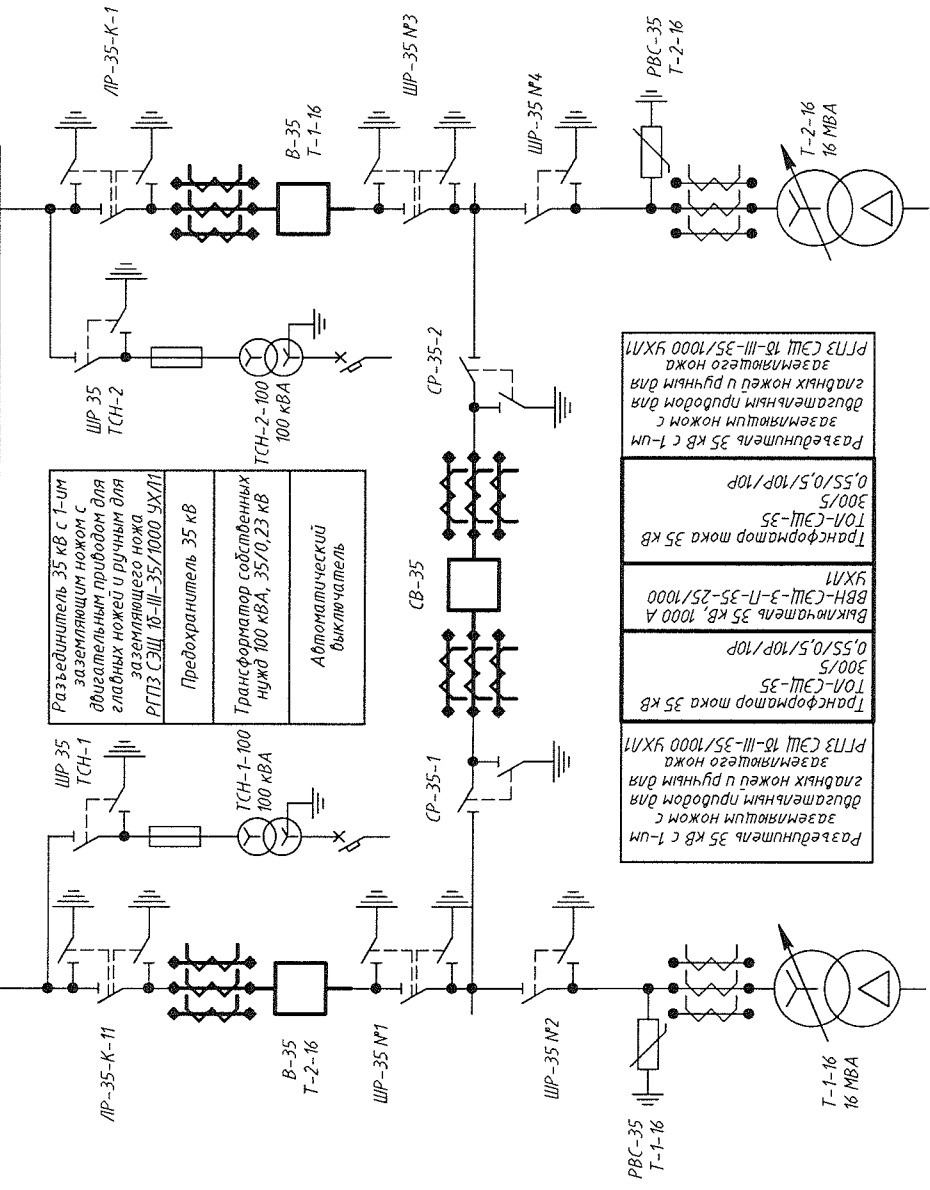 ЛР-35-К-11
В-35
Т-2-16
ШР-35 №1
ШР-35 №2
РВС-35
Т-1-16
Т-1-16
16 МВА
ШР 35
ТСН-1
ТСН-1-100
100 кВА
Разъединитель 35 кВ с 1-им
заземляющим ножом с
двигательным приводом для
главных ножей и ручным для
заземляющего ножа
РГПЗ СЭЩ 1б-III-35/1000 УХЛ1
Предохранитель 35 кВ
Трансформатор собственных
нужд 100 кВА, 35/0,23 кВ
Автоматический
выключатель
ШР 35
ТСН-2
ТСН-2-100
100 кВА
ЛР-35-К-1
В-35
Т-1-16
ШР-35 №3
ШР-35 №4
РВС-35
Т-2-16
Т-2-16
16 МВА
СР-35-1
СВ-35
СР-35-2
Разъединитель 35 кВ с 1-им
заземляющим ножом с
двигательным приводом для
главных ножей и ручным для
заземляющего ножа
РГПЗ СЭЩ 1б-III-35/1000 УХЛ1
Трансформатор тока 35 кВ
ТОЛ-СЭЩ-35
300/5
0,5S/0,5/10Р/10Р
Выключатель 35 кВ, 1000 А
ВВН-СЭЩ-Э-П-35-25/1000
УХЛ1
Трансформатор тока 35 кВ
ТОЛ-СЭЩ-35
300/5
0,5S/0,5/10Р/10Р
Разъединитель 35 кВ с 1-им
заземляющим ножом с
двигательным приводом для
главных ножей и ручным для
заземляющего ножа
РГПЗ СЭЩ 1б-III-35/1000 УХЛ1